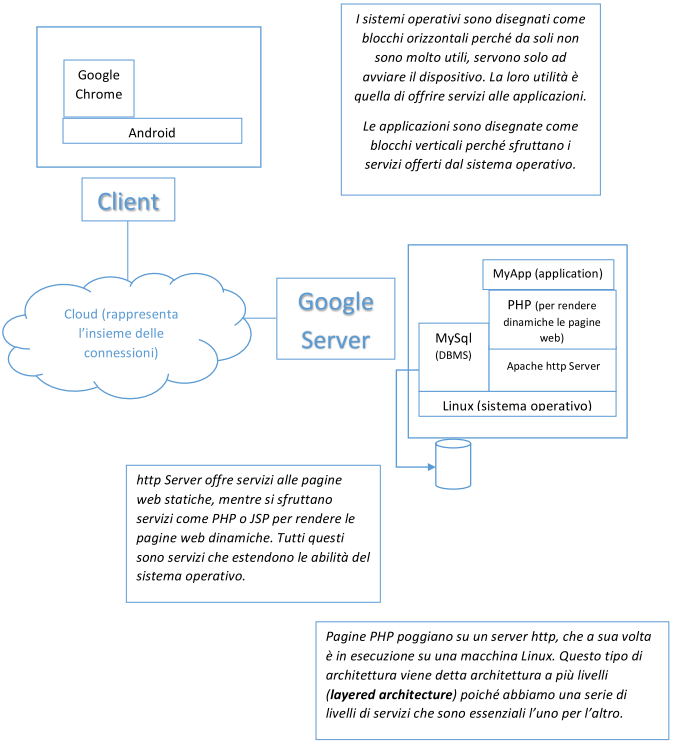 I sistemi operativi sono disegnati come
blocchi orizzontali perché da soli non
sono molto utili, servono solo ad
avviare il dispositivo. La loro utilità è
quella di offrire servizi alle applicazioni.
Le applicazioni sono disegnate come
blocchi verticali perché sfruttano i
servizi offerti dal sistema operativo.
Google
Chrome
Android
Client
Cloud (rappresenta
l'insieme delle
connessioni)
Google
Server
MyApp (application)
PHP (per rendere
dinamiche le pagine
web)
MySql
(DBMS)
Apache http Server
Linux (sistema operativo)
http Server offre servizi alle pagine
web statiche, mentre si sfruttano
servizi come PHP o JSP per rendere le
pagine web dinamiche. Tutti questi
sono servizi che estendono le abilità del
sistema operativo.
Pagine PHP poggiano su un server http, che a sua volta
è in esecuzione su una macchina Linux. Questo tipo di
architettura viene detta architettura a più livelli
(layered architecture) poiché abbiamo una serie di
livelli di servizi che sono essenziali l'uno per l'altro.